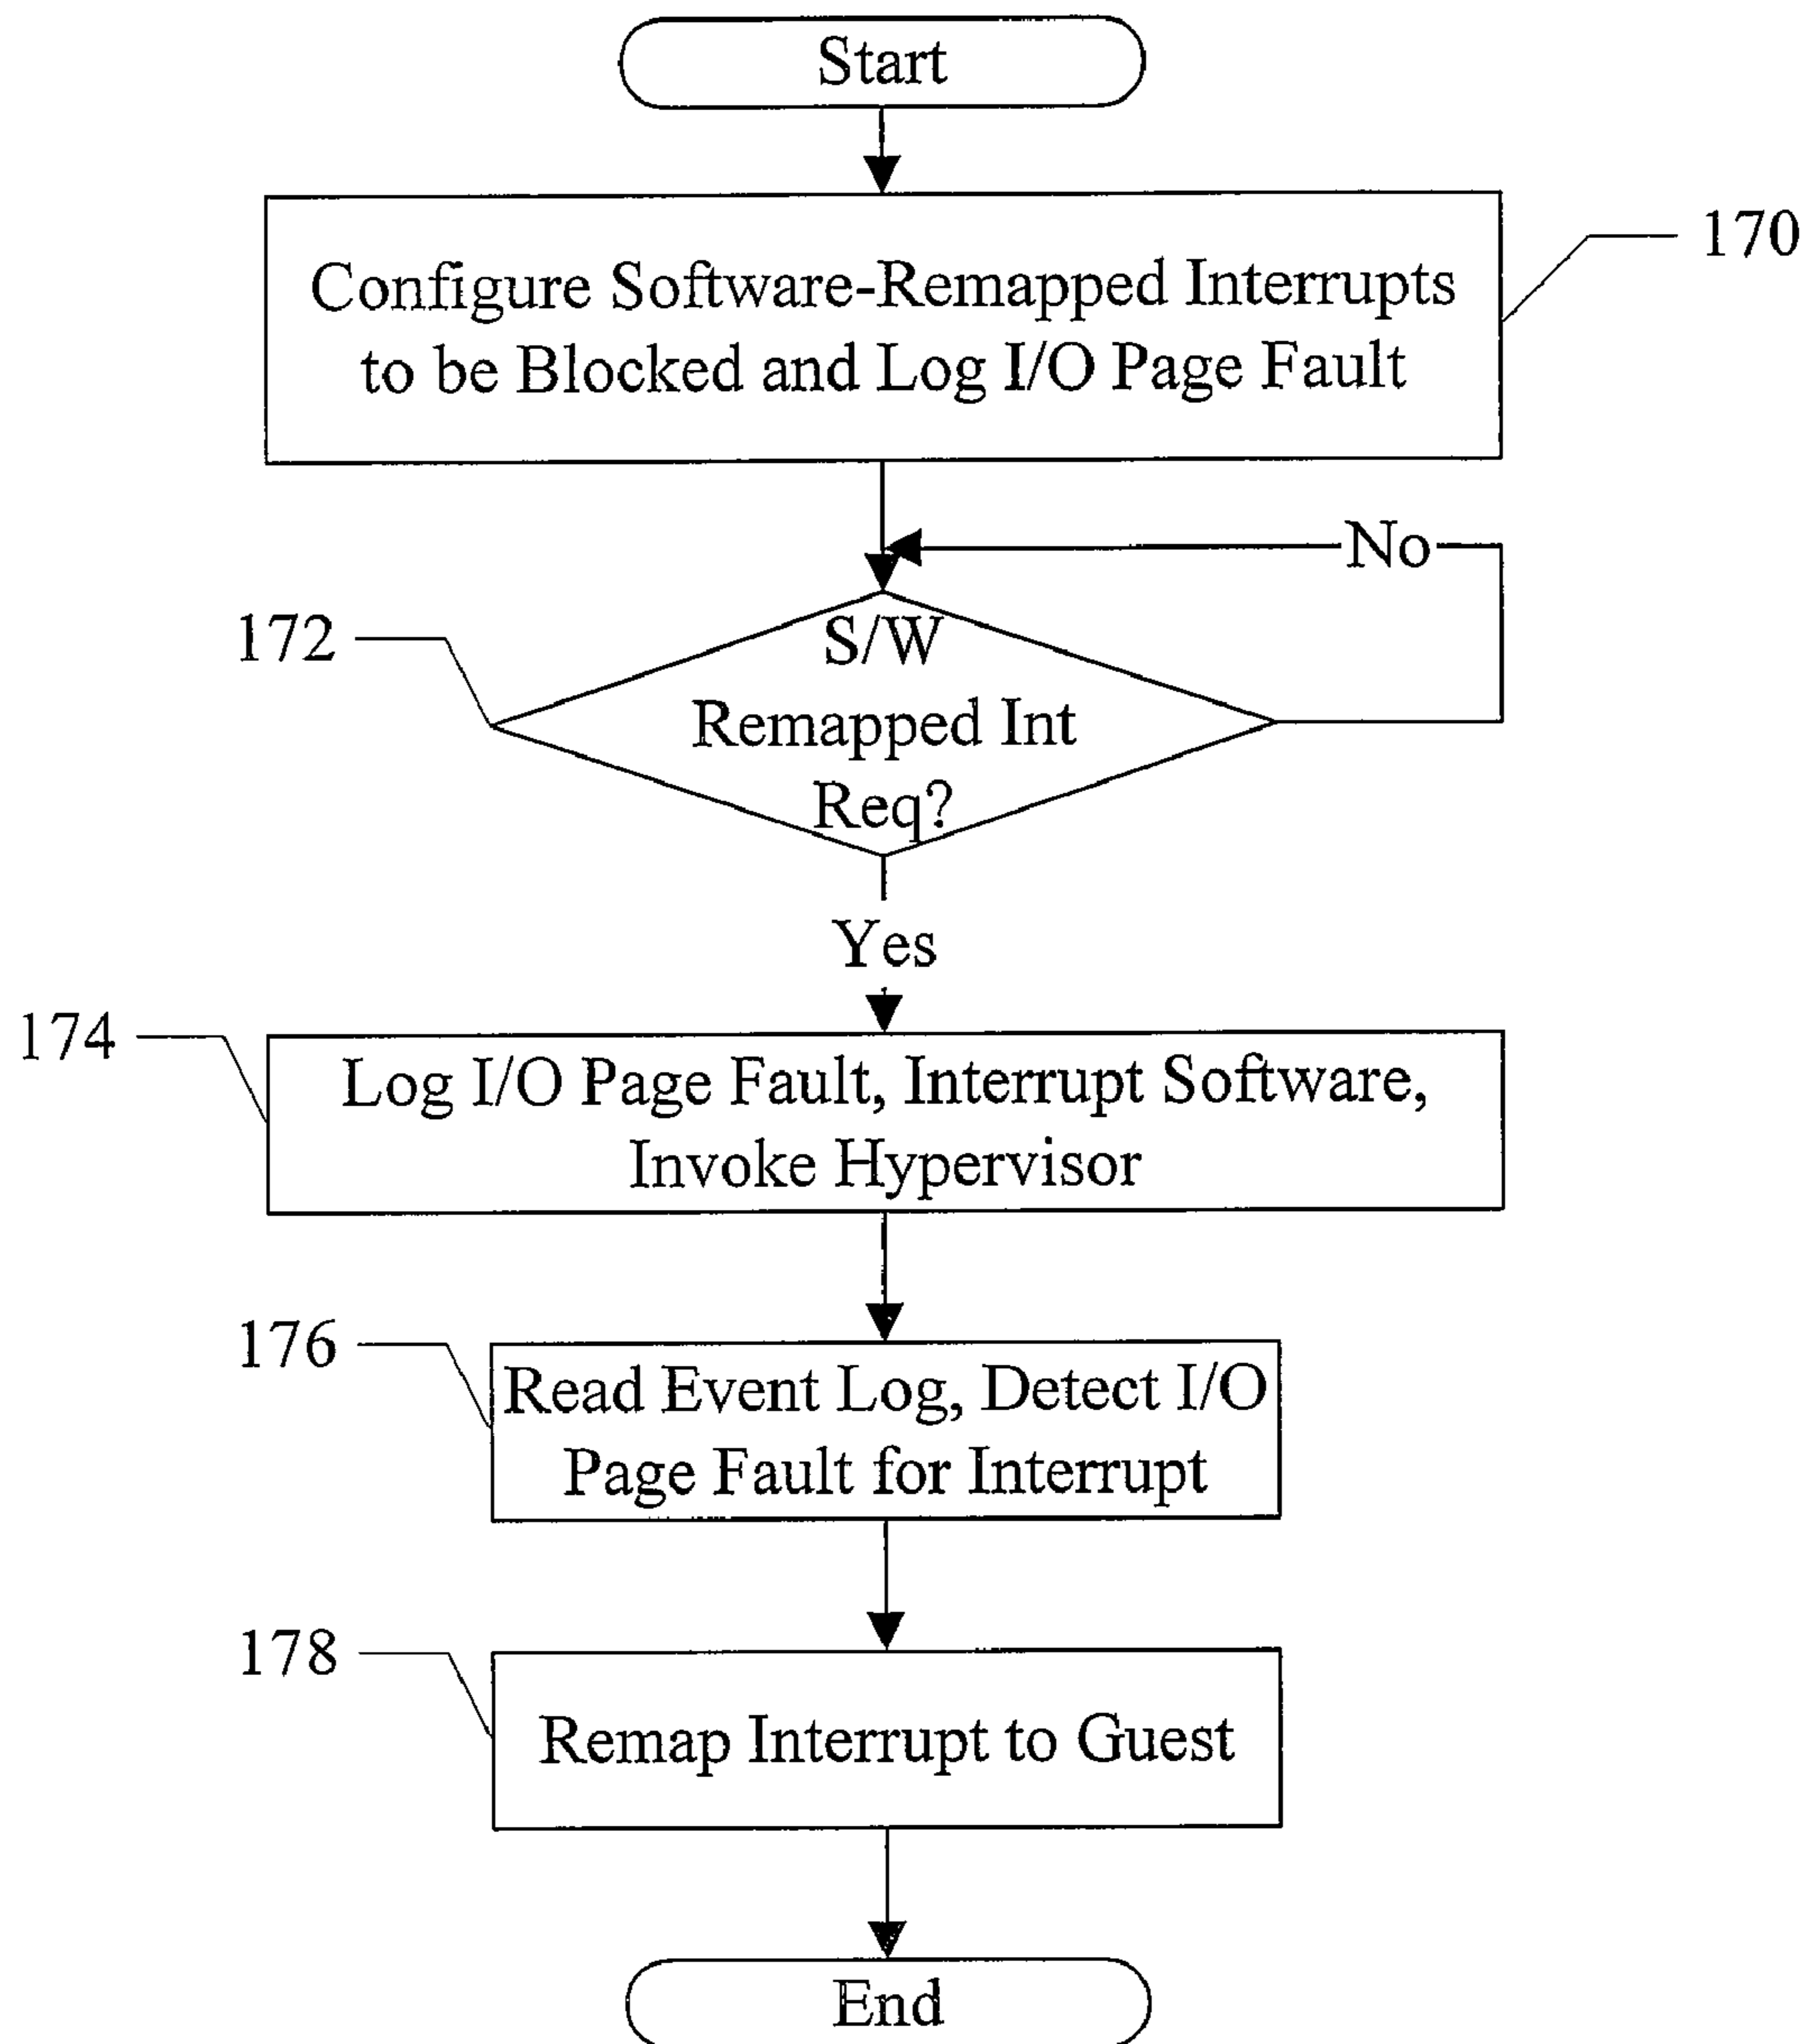 Start
Configure Software-Remapped Interrupts
to be Blocked and Log I/O Page Fault
170
No
172
S/W
Remapped Int
Req?
Yes
174
Log I/O Page Fault, Interrupt Software,
Invoke Hypervisor
176
Read Event Log, Detect I/O
Page Fault for Interrupt
178
Remap Interrupt to Guest
End